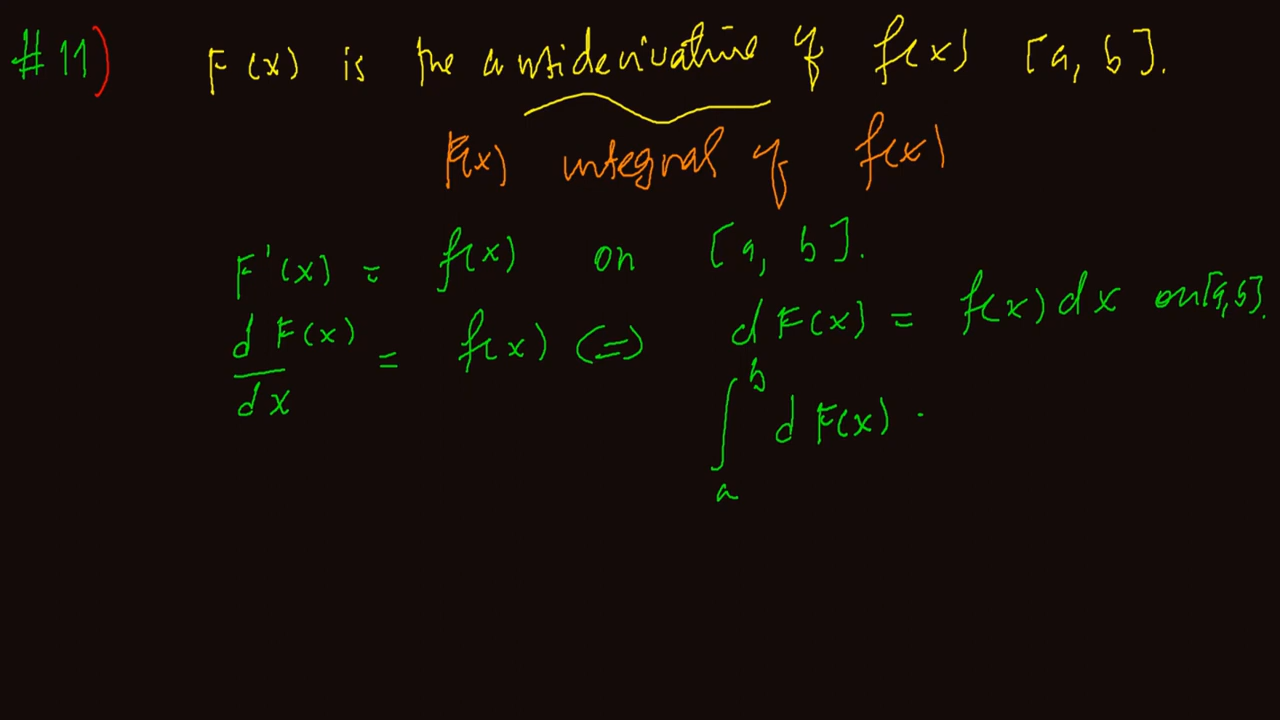 #11) F(x) is the antiderivative of f(x) [a, b].
F(x) integral of f(x)
F'(x) = f(x) on [a, b].
dF(x)/dx = f(x) (=) dF(x) = f(x)dx on[a,b].
∫_a^b dF(x)